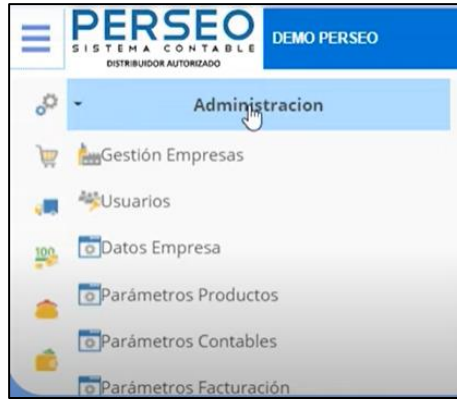 PERSEO
SISTEMA CONTABLE
DISTRIBUIDOR AUTORIZADO
DEMO PERSEO
Administracion
Gestión Empresas
Usuarios
Datos Empresa
100
Parámetros Productos
Parámetros Contables
Parámetros Facturación